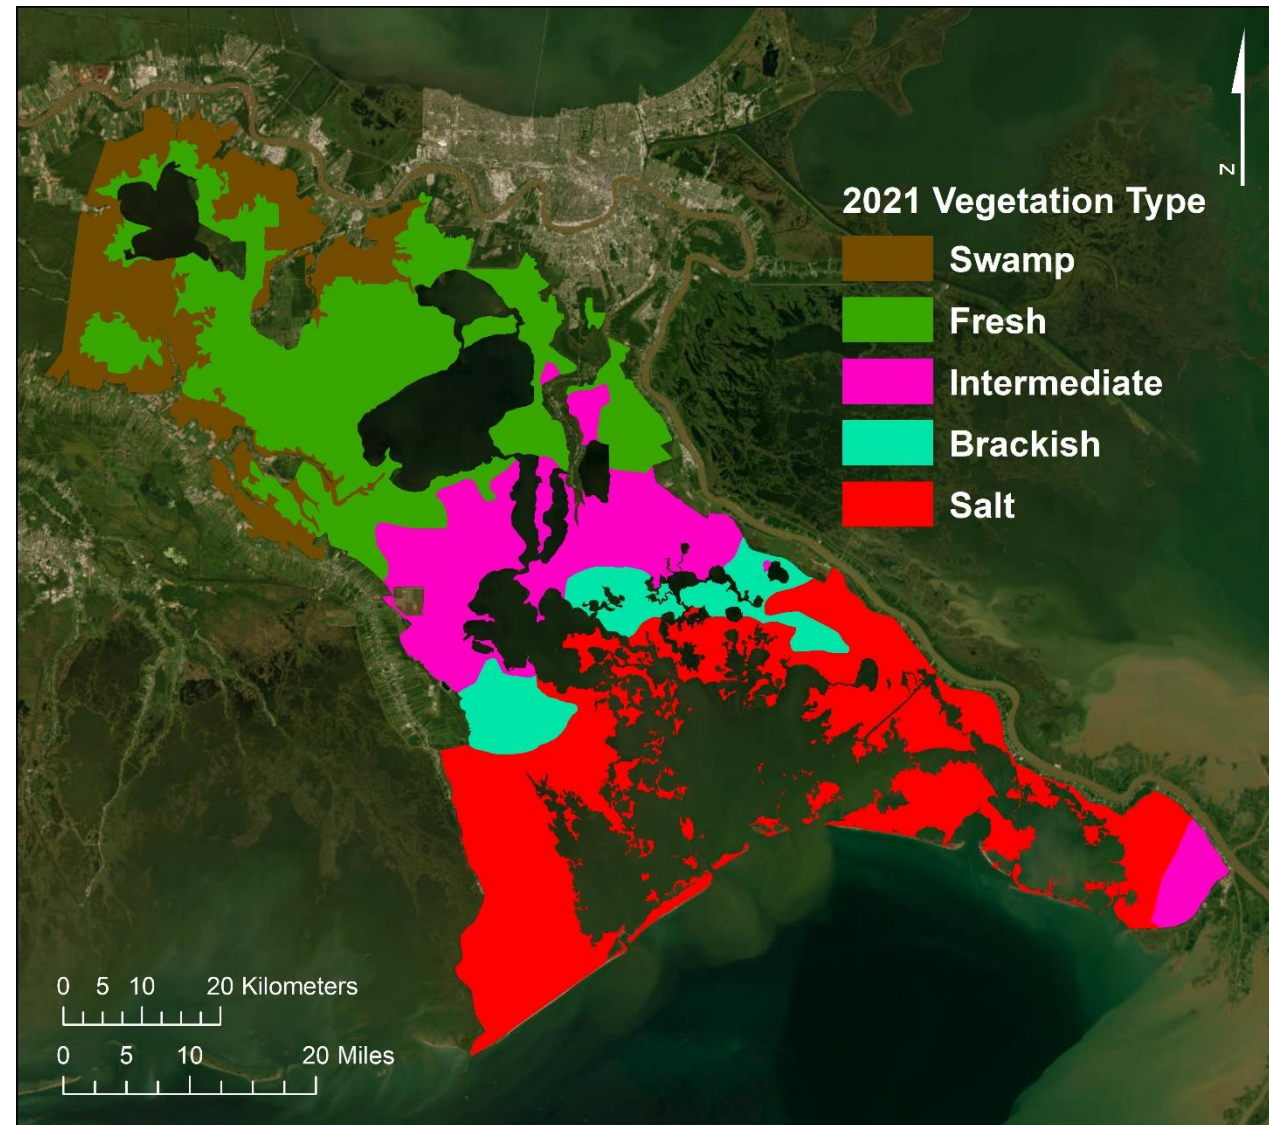 N
2021 Vegetation Type
Swamp
Fresh
Intermediate
Brackish
Salt
0 5 10 20 Kilometers
0 5 10 20 Miles